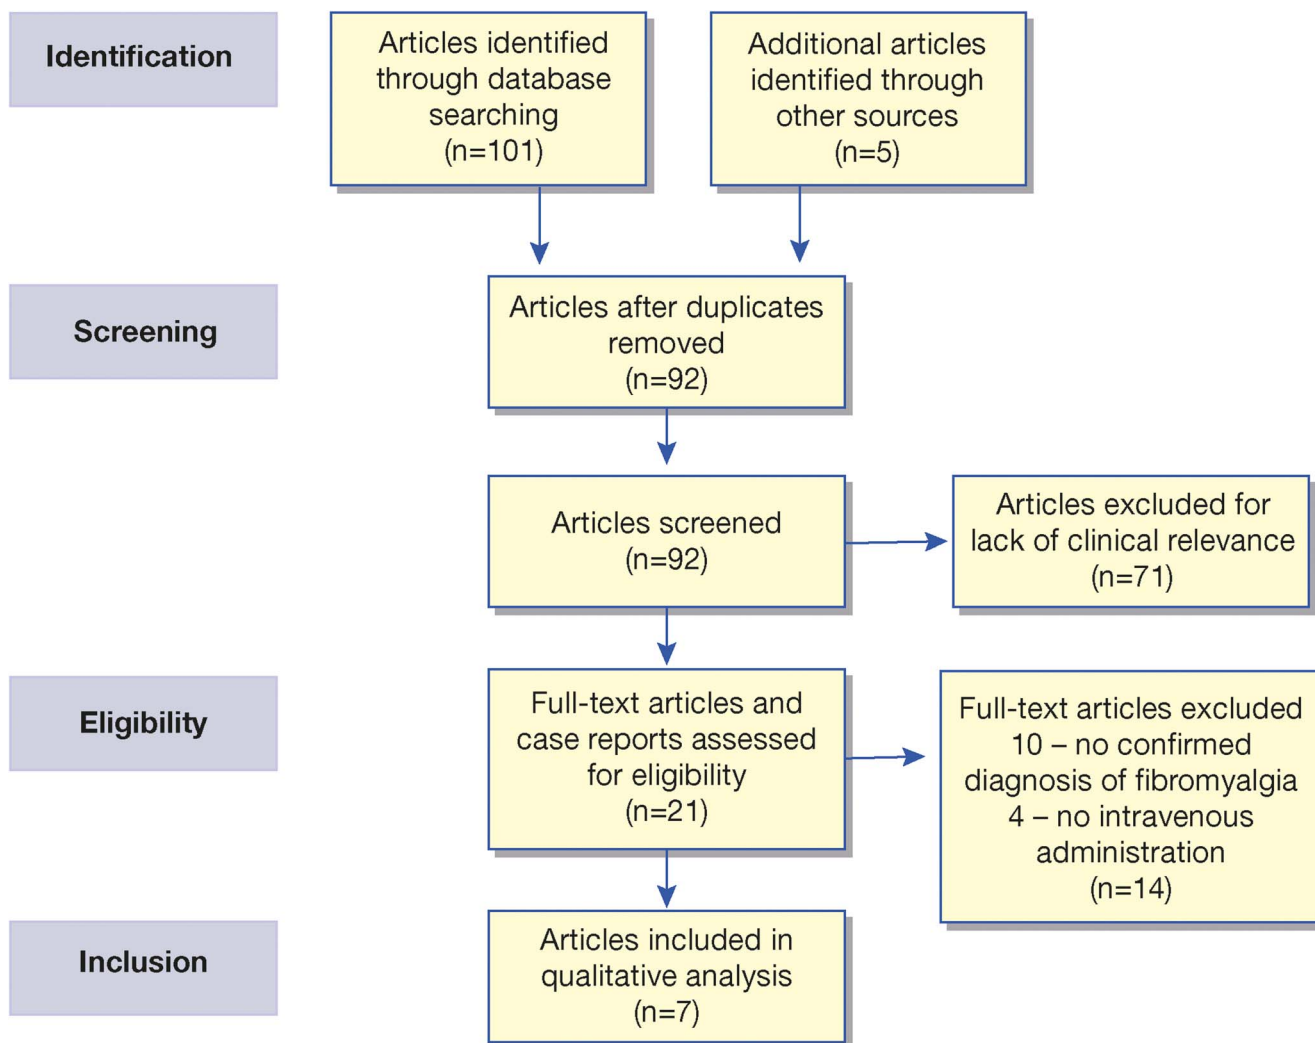 Identification
Articles identified
through database
searching
(n=101)
Additional articles
identified through
other sources
(n=5)
Screening
Articles after duplicates
removed
(n=92)
Articles screened
(n=92)
Articles excluded for
lack of clinical relevance
(n=71)
Eligibility
Full-text articles and
case reports assessed
for eligibility
(n=21)
Full-text articles excluded
10 – no confirmed
diagnosis of fibromyalgia
4 – no intravenous
administration
(n=14)
Inclusion
Articles included in
qualitative analysis
(n=7)